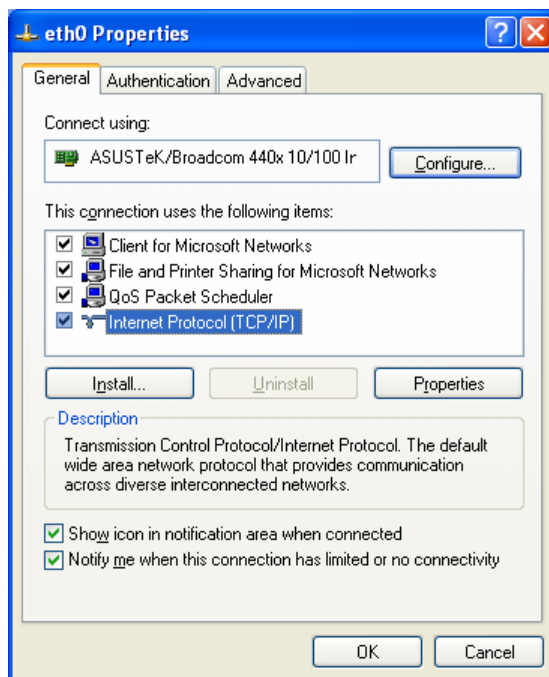 eth0 Properties
General Authentication Advanced
Connect using:
ASUSTeK/Broadcom 440x 10/100 Ir
Configure...
This connection uses the following items:
Client for Microsoft Networks
File and Printer Sharing for Microsoft Networks
QoS Packet Scheduler
Internet Protocol (TCP/IP)
Install... Uninstall Properties
Description
Transmission Control Protocol/Internet Protocol. The default
wide area network protocol that provides communication
across diverse interconnected networks.
Show icon in notification area when connected
Notify me when this connection has limited or no connectivity
OK Cancel